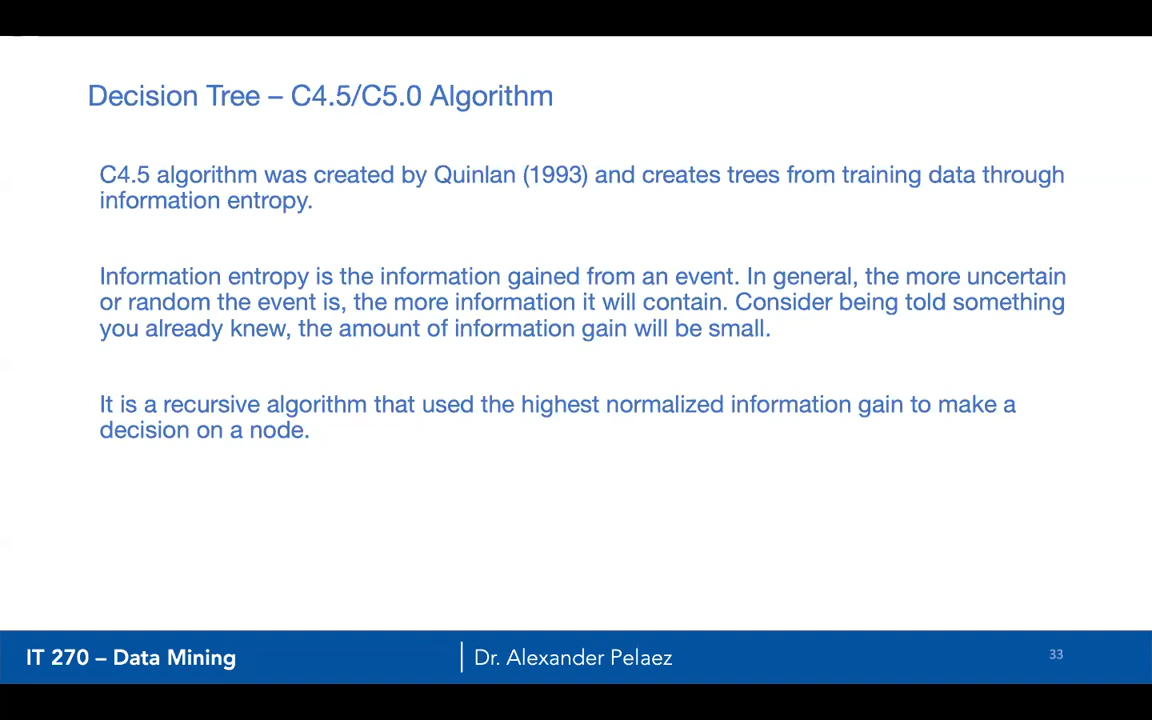 Decision Tree – C4.5/C5.0 Algorithm
C4.5 algorithm was created by Quinlan (1993) and creates trees from training data through
information entropy.
Information entropy is the information gained from an event. In general, the more uncertain
or random the event is, the more information it will contain. Consider being told something
you already knew, the amount of information gain will be small.
It is a recursive algorithm that used the highest normalized information gain to make a
decision on a node.
IT 270 – Data Mining
Dr. Alexander Pelaez
33